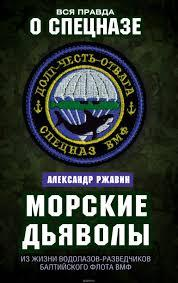 ВСЯ ПРАВДА
О СПЕЦНАЗЕ
ДОЛГ-ЧЕСТЬ-ОТВАГА
СПЕЦНАЗ ВМФ
АЛЕКСАНДР РЖАВИН
МОРСКИЕ
ДЬЯВОЛЫ
ИЗ ЖИЗНИ ВОДОЛАЗОВ-РАЗВЕДЧИКОВ
БАЛТИЙСКОГО ФЛОТА ВМФ